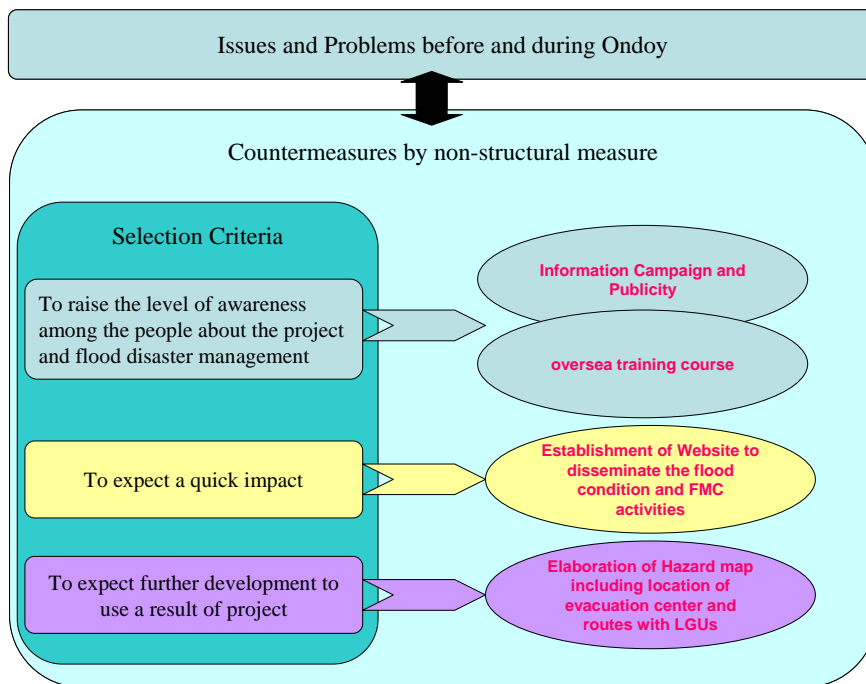 Issues and Problems before and during Ondoy
Countermeasures by non-structural measure
Selection Criteria
To raise the level of awareness
among the people about the project
and flood disaster management
Information Campaign and
Publicity
oversea training course
To expect a quick impact
Establishment of Website to
disseminate the flood
condition and FMC
activities
To expect further development to
use a result of project
Elaboration of Hazard map
including location of
evacuation center and
routes with LGUs